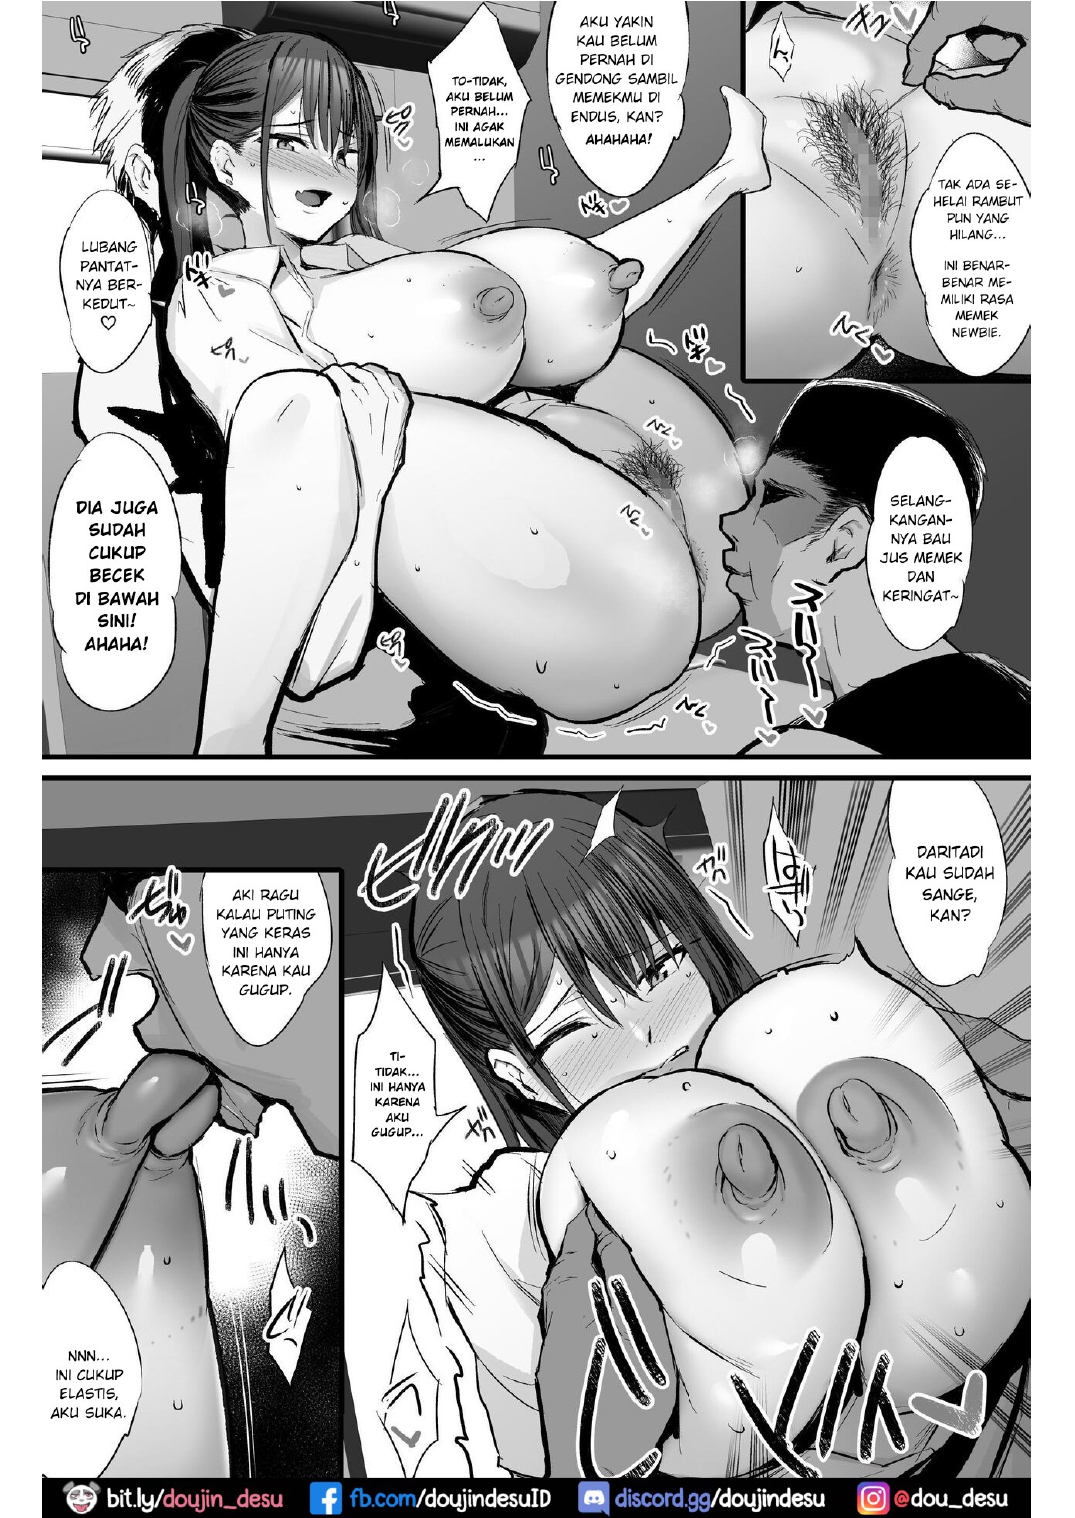 TAK ADA SE-
HELAI RAMBUT
PUN YANG
HILANG...
INI BENAR-
BENAR ME-
MILIKI RASA
MEMEK
NEWBIE.
AKU YAKIN
KAU BELUM
PERNAH DI
GENDONG SAMBIL
MEMEKMU DI
ENDUS, KAN?
AHAHAHA!
TO-TIDAK,
AKU BELUM
PERNAH...
INI AGAK
MEMALUKAN
...
LUBANG
PANTAT-
NYA BER-
KEDUT~
♡
SELANG-
KANGAN-
NYA BAU
JUS MEMEK
DAN
KERINGAT~
DIA JUGA
SUDAH
CUKUP
BECEK
DI BAWAH
SINI!
AHAHA!
DARITADI
KAU SUDAH
SANGE,
KAN?
TI-
TIDAK...
INI HANYA
KARENA
AKU
GUGUP...
AKI RAGU
KALAU PUTING
YANG KERAS
INI HANYA
KARENA KAU
GUGUP.
NNN...
INI CUKUP
ELASTIS,
AKU SUKA.
bit.ly/doujin_desu
fb.com/doujindesuID
discord.gg/doujindesu
@dou_desu